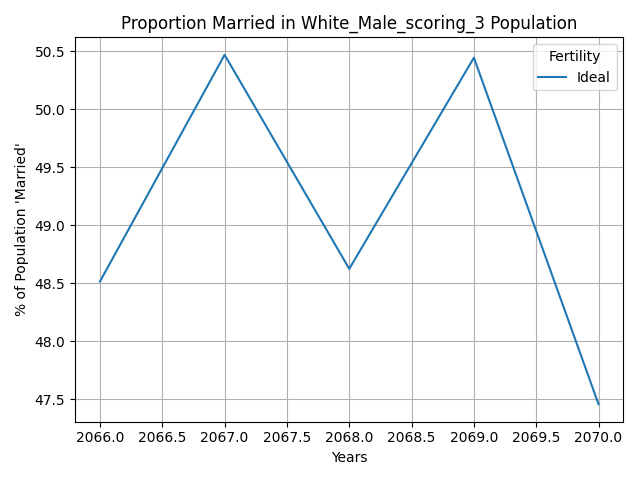 Proportion Married in White_Male_scoring_3 Population
Fertility
Ideal
% of Population 'Married'
50.5
50.0
49.5
49.0
48.5
48.0
47.5
2066.0 2066.5 2067.0 2067.5 2068.0 2068.5 2069.0 2069.5 2070.0
Years